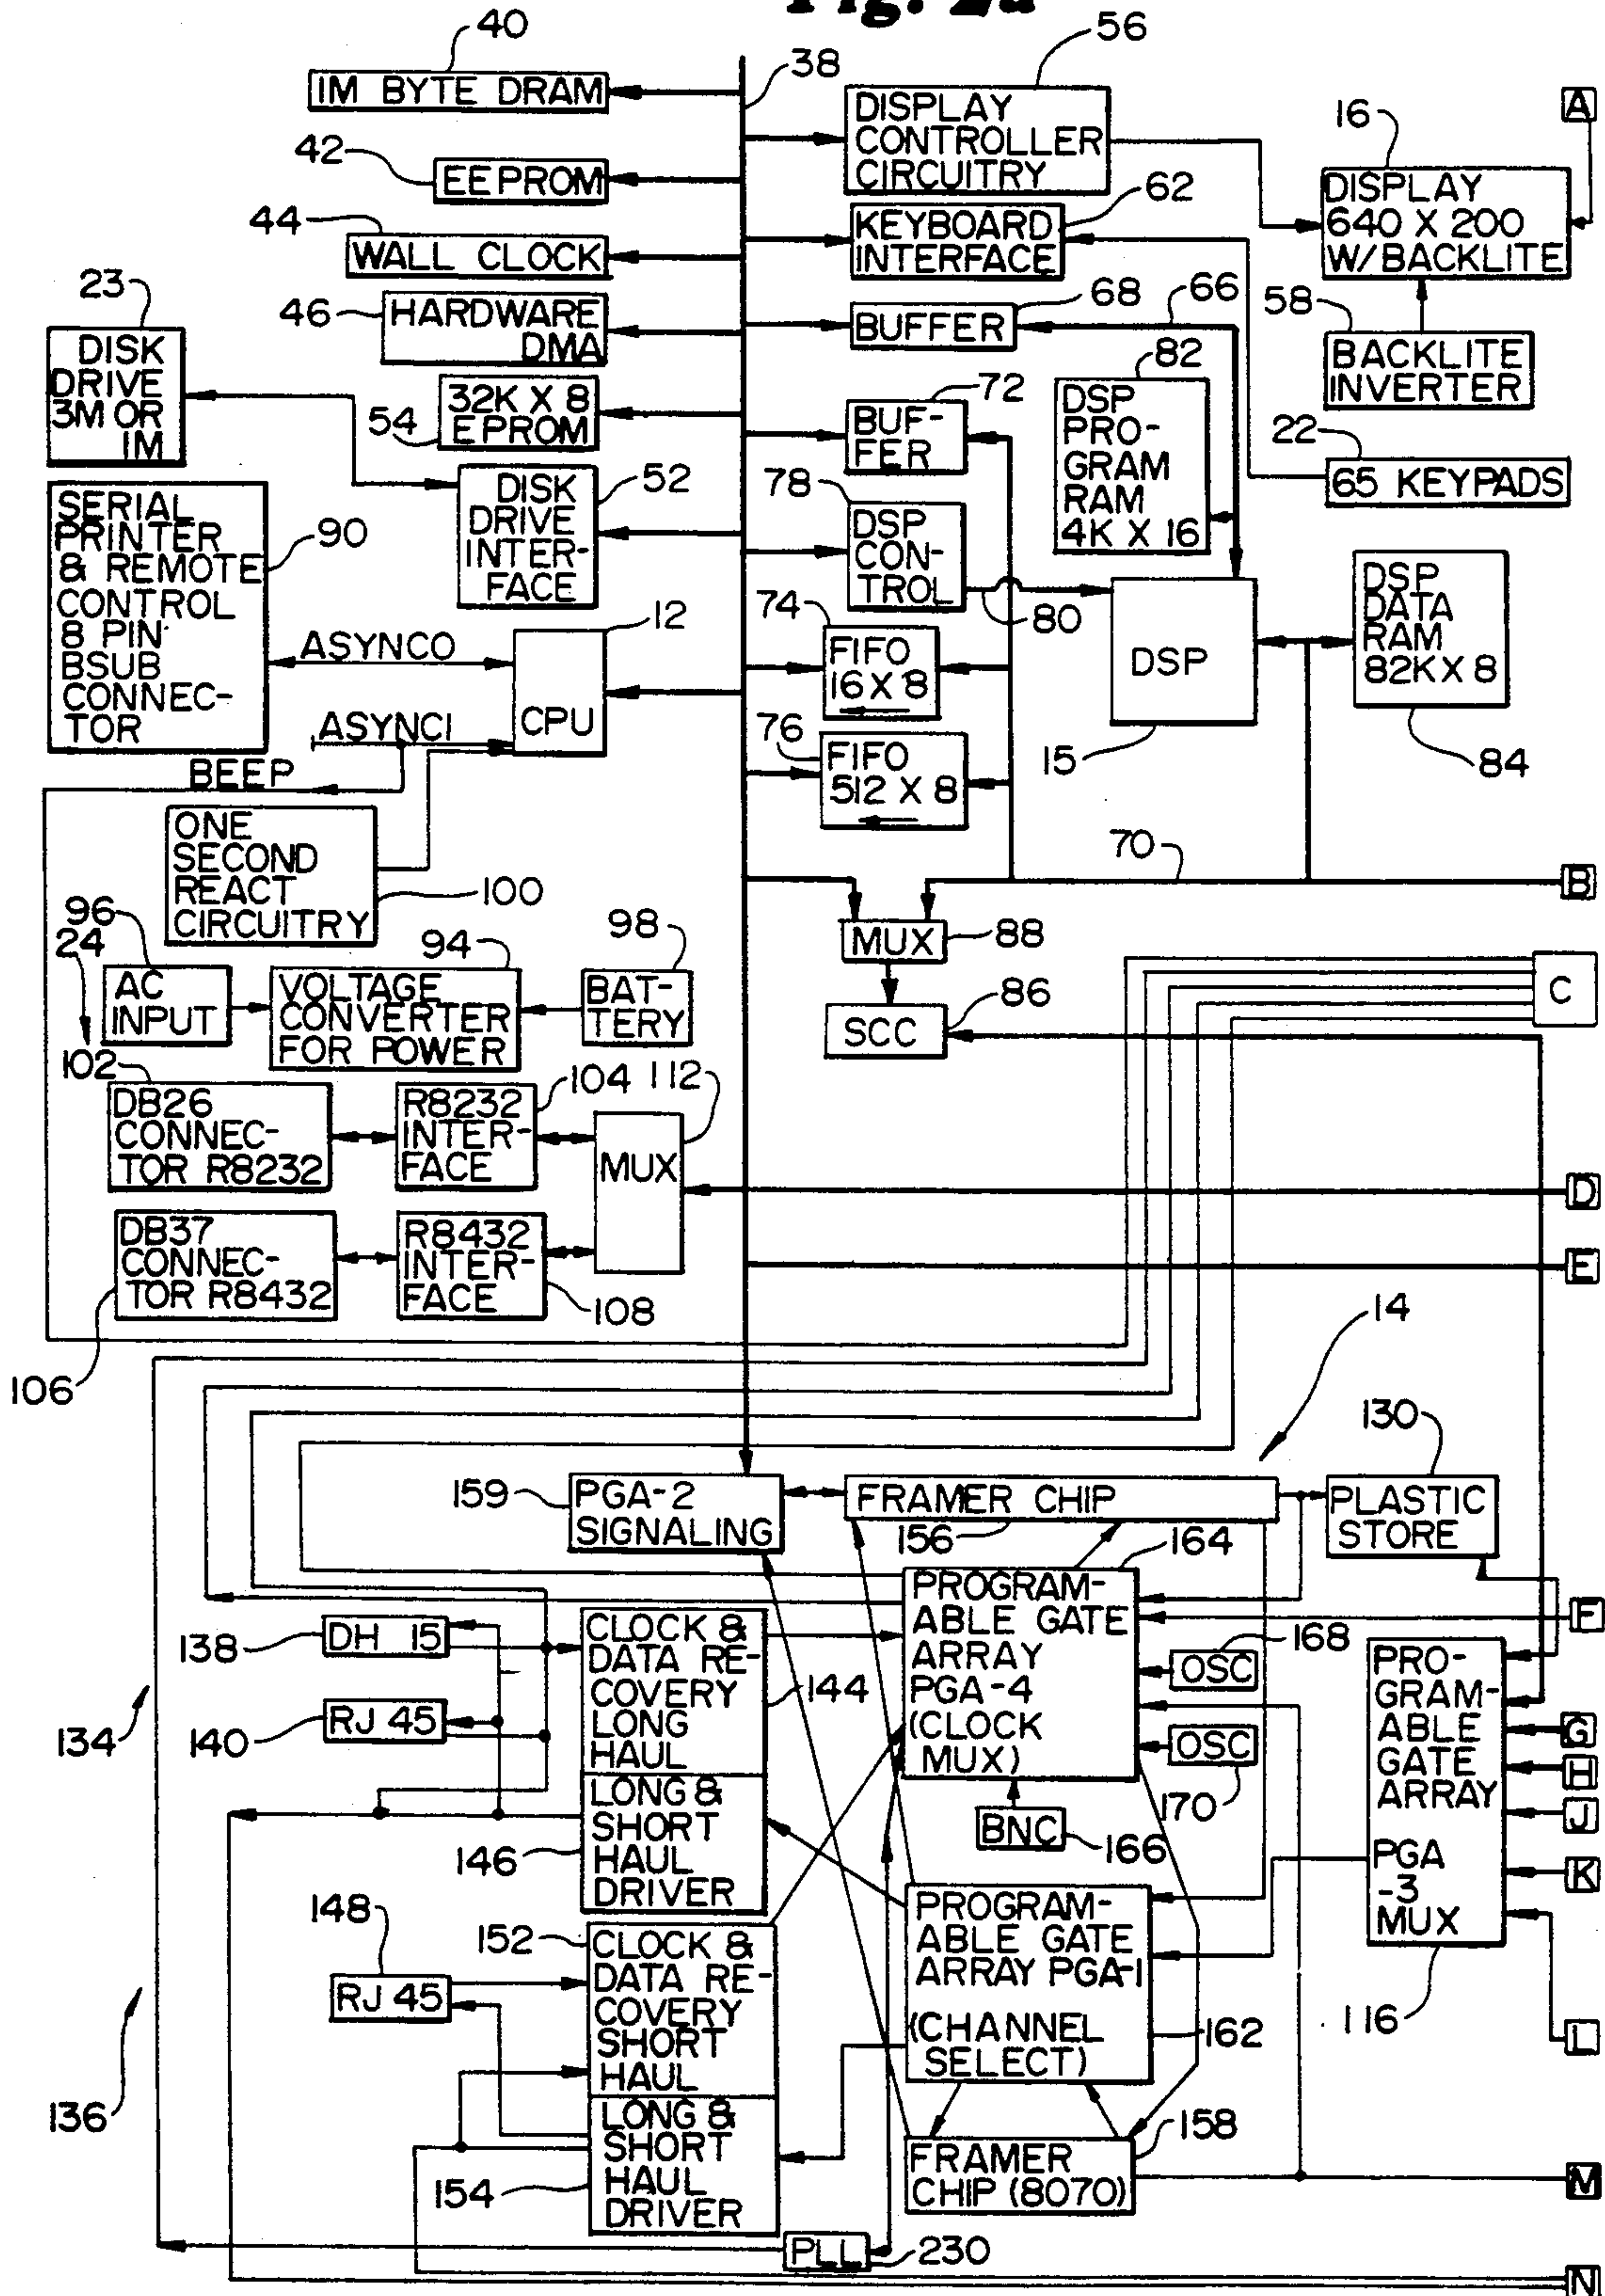 Fig. 2a
40
1M BYTE DRAM
38
56
DISPLAY
CONTROLLER
CIRCUITRY
16
A
DISPLAY
640 X 200
W/BACKLITE
42
EEPROM
44
WALL CLOCK
62
KEYBOARD
INTERFACE
23
DISK
DRIVE
3M OR
1M
46
HARDWARE
DMA
68
BUFFER
66
58
BACKLITE
INVERTER
54
32K X 8
EPROM
72
BUF-
FER
82
DSP
PRO-
GRAM
RAM
4K X 16
22
65 KEYPADS
SERIAL
PRINTER
& REMOTE
CONTROL
8 PIN
BSUB
CONNEC-
TOR
90
DISK
DRIVE
INTER-
FACE
52
78
DSP
CON-
TROL
80
DSP
DATA
RAM
82K X 8
84
ASYNCO
12
CPU
74
FIFO
16 X 8
DSP
15
ASYNCI
BEEP
76
FIFO
512 X 8
ONE
SECOND
REACT
CIRCUITRY
100
70
B
96
24
AC
INPUT
94
VOLTAGE
CONVERTER
FOR POWER
98
BAT-
TERY
MUX
88
SCC
86
C
102
DB26
CONNEC-
TOR R8232
R8232
INTER-
FACE
104
112
MUX
D
DB37
CONNEC-
TOR R8432
106
R8432
INTER-
FACE
108
E
14
130
159
PGA-2
SIGNALING
FRAMER CHIP
156
PLASTIC
STORE
164
PROGRAM-
ABLE GATE
ARRAY
PGA-4
(CLOCK
MUX)
F
138
DH 15
CLOCK &
DATA RE-
COVERY
LONG
HAUL
144
168
OSC
PRO-
GRAM-
ABLE
GATE
ARRAY
PGA
-3
MUX
116
134
140
RJ 45
OSC
170
G
H
J
K
L
LONG &
SHORT
HAUL
DRIVER
146
BNC
166
148
RJ 45
152
CLOCK &
DATA RE-
COVERY
SHORT
HAUL
PROGRAM-
ABLE GATE
ARRAY PGA-1
(CHANNEL
SELECT)
162
136
LONG &
SHORT
HAUL
DRIVER
154
FRAMER
CHIP (8070)
158
M
PLL
230
N